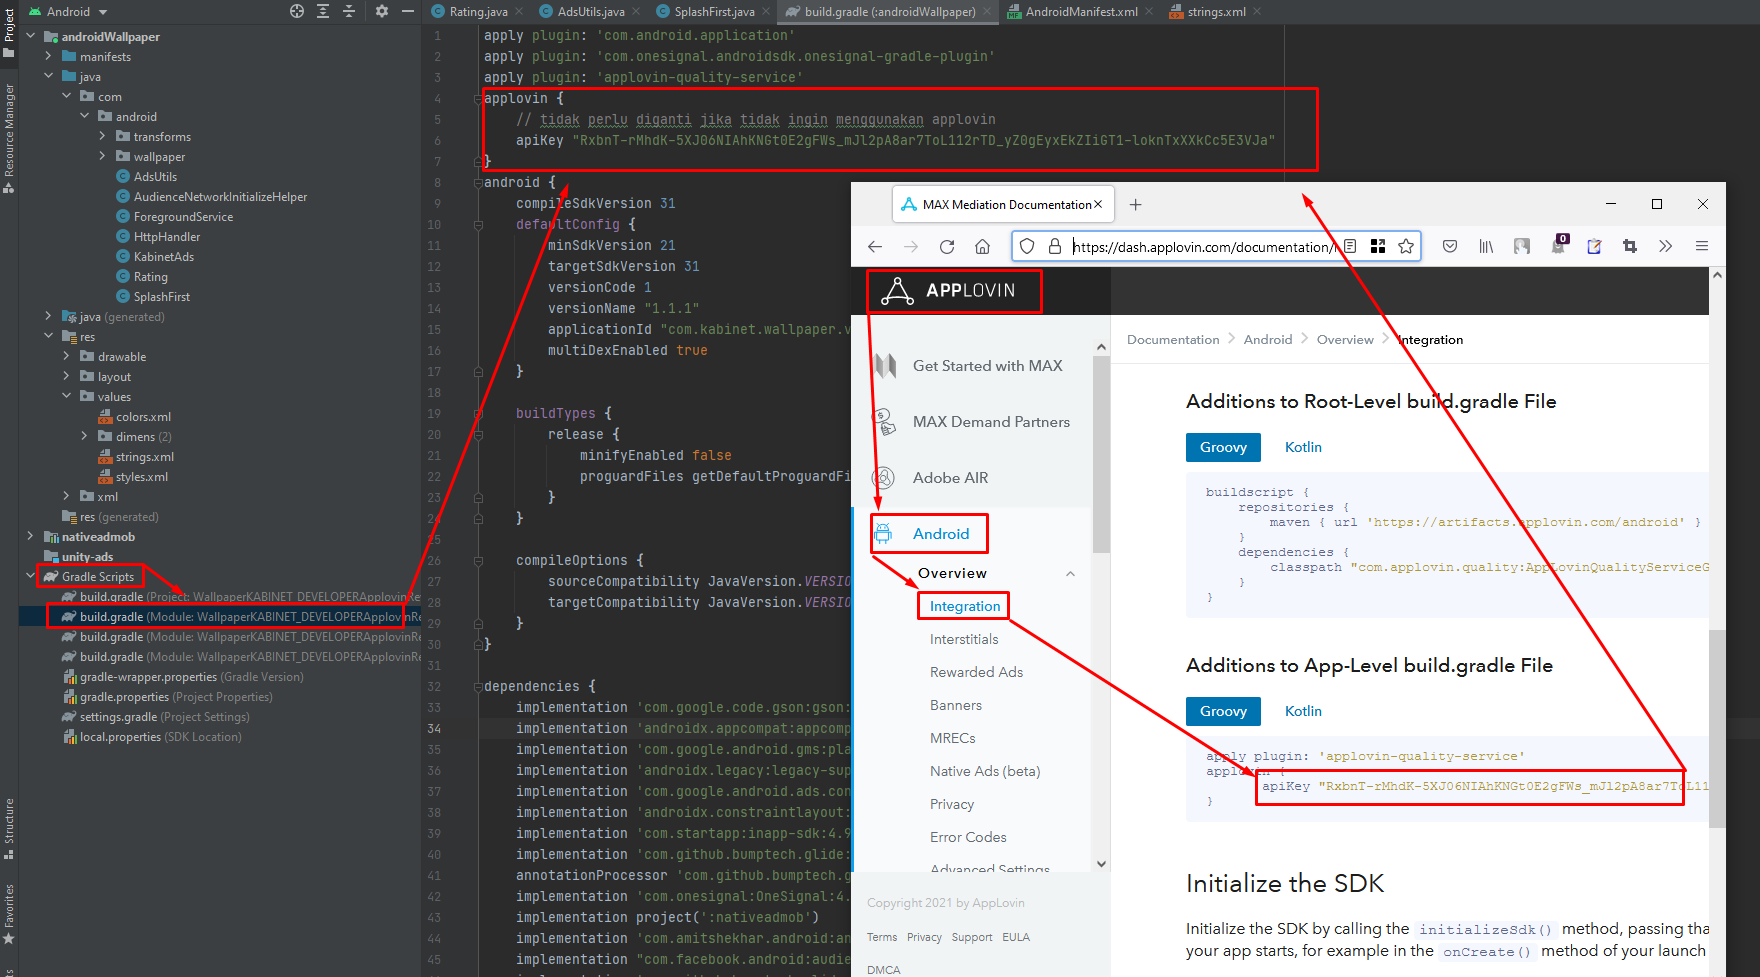 Android
Rating.java
AdsUtils.java
SplashFirst.java
build.gradle (:androidWallpaper)
AndroidManifest.xml
strings.xml
Project
Resource Manager
Structure
Favorites
androidWallpaper
manifests
java
com
android
transforms
wallpaper
AdsUtils
AudienceNetworkInitializeHelper
ForegroundService
HttpHandler
KabinetAds
Rating
SplashFirst
java (generated)
res
drawable
layout
values
colors.xml
dimens (2)
strings.xml
styles.xml
xml
res (generated)
nativeadmob
unity-ads
Gradle Scripts
build.gradle (Project: WallpaperKABINET_DEVELOPERApplovinRe
build.gradle (Module: WallpaperKABINET_DEVELOPERApplovinRe
build.gradle (Module: WallpaperKABINET_DEVELOPERApplovinRe
build.gradle (Module: WallpaperKABINET_DEVELOPERApplovinRe
gradle-wrapper.properties (Gradle Version)
gradle.properties (Project Properties)
settings.gradle (Project Settings)
local.properties (SDK Location)
1 apply plugin: 'com.android.application'
2 apply plugin: 'com.onesignal.androidsdk.onesignal-gradle-plugin'
3 apply plugin: 'applovin-quality-service'
4 applovin {
5 // tidak perlu diganti jika tidak ingin menggunakan applovin
6 apiKey "RxbnT-rMhdK-5XJ06NIAhKNGt0E2gFWs_mJl2pA8ar7ToL112rTD_yZ0gEyxEkZIiGT1-loknTxXXkCc5E3VJa"
7 }
8 android {
9 compileSdkVersion 31
10 defaultConfig {
11 minSdkVersion 21
12 targetSdkVersion 31
13 versionCode 1
14 versionName "1.1.1"
15 applicationId "com.kabinet.wallpaper.v
16 multiDexEnabled true
17 }
18
19 buildTypes {
20 release {
21 minifyEnabled false
22 proguardFiles getDefaultProguardFi
23 }
24 }
25
26 compileOptions {
27 sourceCompatibility JavaVersion.VERSIO
28 targetCompatibility JavaVersion.VERSIO
29 }
30 }
31
32 dependencies {
33 implementation 'com.google.code.gson:gson:
34 implementation 'androidx.appcompat:appcomp
35 implementation 'com.google.android.gms:pla
36 implementation 'androidx.legacy:legacy-sup
37 implementation 'com.google.android.ads.con
38 implementation 'androidx.constraintlayout:
39 implementation 'com.startapp:inapp-sdk:4.9
40 implementation 'com.github.bumptech.glide:
41 annotationProcessor 'com.github.bumptech.g
42 implementation 'com.onesignal:OneSignal:4.
43 implementation project(':nativeadmob')
44 implementation 'com.amitshekhar.android:an
45 implementation "com.facebook.android:audie
MAX Mediation Documentation
https://dash.applovin.com/documentation/
0
APPLOVIN
Get Started with MAX
MAX Demand Partners
Adobe AIR
Android
Overview
Integration
Interstitials
Rewarded Ads
Banners
MRECs
Native Ads (beta)
Privacy
Error Codes
Advanced Settings
Copyright 2021 by AppLovin
Terms Privacy Support EULA
DMCA
Documentation Android Overview Integration
Additions to Root-Level build.gradle File
Groovy Kotlin
buildscript {
repositories {
maven { url 'https://artifacts.applovin.com/android' }
}
dependencies {
classpath "com.applovin.quality:AppLovinQualityServiceG
}
}
Additions to App-Level build.gradle File
Groovy Kotlin
apply plugin: 'applovin-quality-service'
applovin {
apiKey "RxbnT-rMhdK-5XJ06NIAhKNGt0E2gFWs_mJl2pA8ar7ToL11
}
Initialize the SDK
Initialize the SDK by calling the initializeSdk() method, passing tha
your app starts, for example in the onCreate() method of your launch